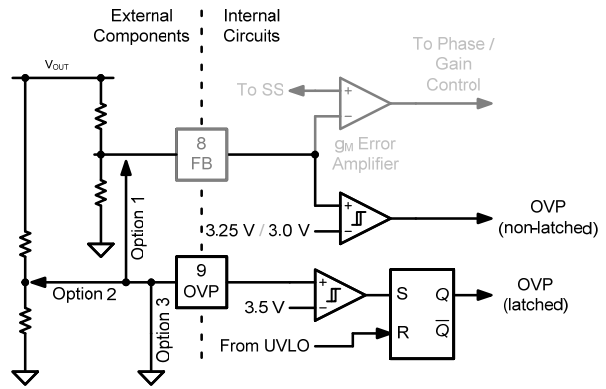 External
Components
Internal
Circuits
VOUT
To Phase /
Gain
Control
To SS
+
−
8
FB
gM Error
Amplifier
Option 1
+
−
3.25 V / 3.0 V
OVP
(non-latched)
9
OVP
Option 2
Option 3
+
−
3.5 V
S
Q
R
Q̅
OVP
(latched)
From UVLO